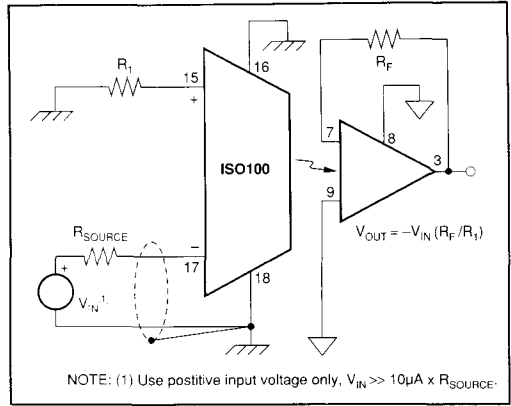 R1
15
+
16
ISO100
RF
7
8
3
9
VOUT = –VIN (RF /R1)
RSOURCE
–
17
18
+
VIN 1.
NOTE: (1) Use postitive input voltage only, VIN >> 10µA x RSOURCE.